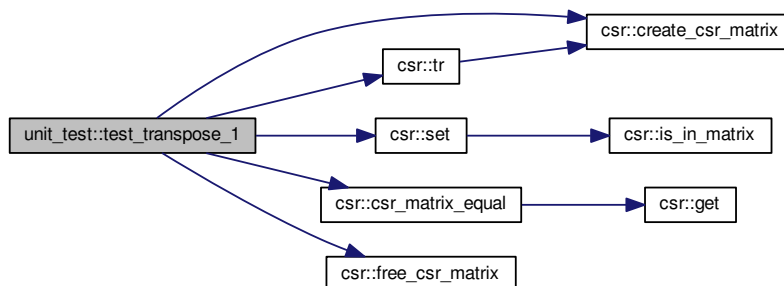 csr::create_csr_matrix
csr::tr
unit_test::test_transpose_1
csr::set
csr::is_in_matrix
csr::csr_matrix_equal
csr::get
csr::free_csr_matrix